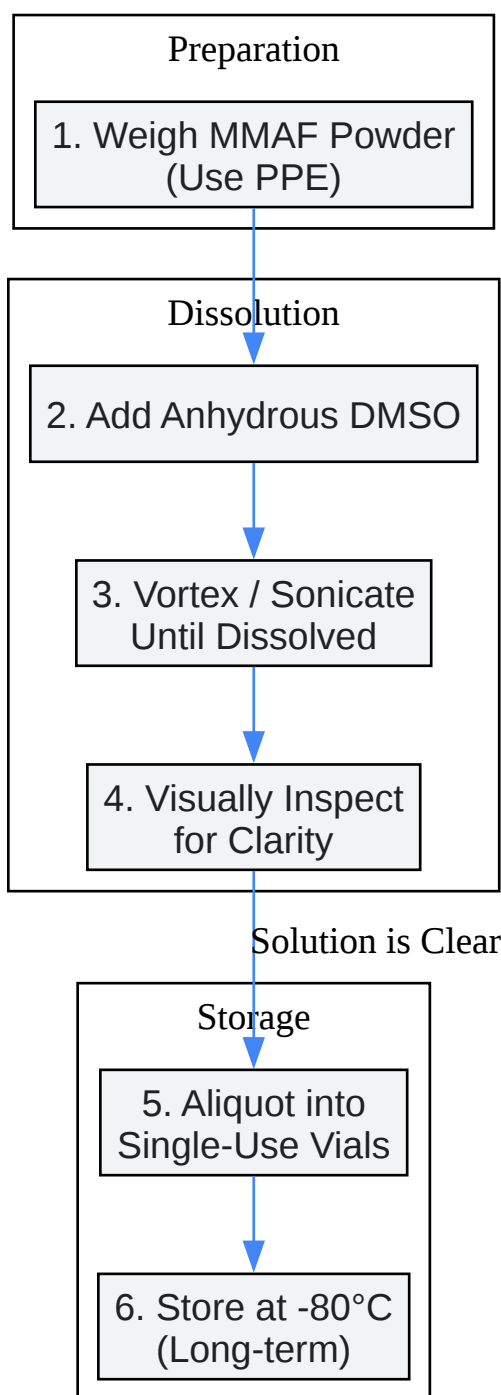 Preparation
1. Weigh MMAF Powder
(Use PPE)
Dissolution
2. Add Anhydrous DMSO
3. Vortex / Sonicate
Until Dissolved
4. Visually Inspect
for Clarity
Solution is Clear
Storage
5. Aliquot into
Single-Use Vials
6. Store at -80°C
(Long-term)